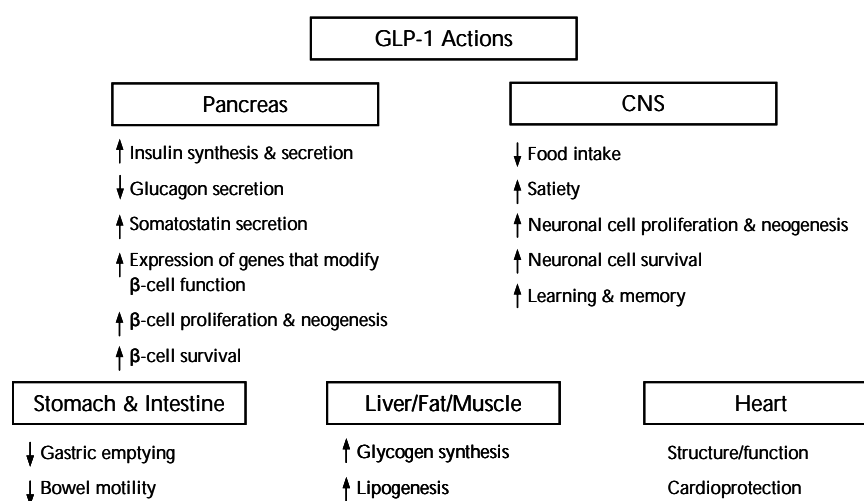 GLP-1 Actions
Pancreas
↑ Insulin synthesis & secretion
↓ Glucagon secretion
↑ Somatostatin secretion
↑ Expression of genes that modify
β-cell function
↑ β-cell proliferation & neogenesis
↑ β-cell survival
CNS
↓ Food intake
↑ Satiety
↑ Neuronal cell proliferation & neogenesis
↑ Neuronal cell survival
↑ Learning & memory
Stomach & Intestine
↓ Gastric emptying
↓ Bowel motility
Liver/Fat/Muscle
↑ Glycogen synthesis
↑ Lipogenesis
Heart
Structure/function
Cardioprotection